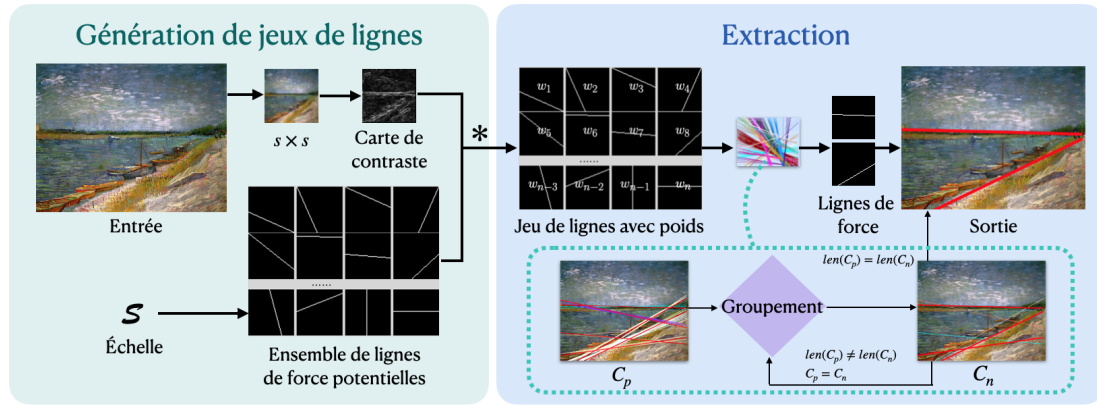 Génération de jeux de lignes
Entrée
s × s
Carte de
contraste
*
S
Échelle
......
Ensemble de lignes
de force potentielles
Extraction
w1 w2 w3 w4
w5 w6 w7 w8
......
wn−3 wn−2 wn−1 wn
Jeu de lignes avec poids
Lignes de
force
Sortie
len(Cp) = len(Cn)
Groupement
len(Cp) ≠ len(Cn)
Cp = Cn
Cp
Cn